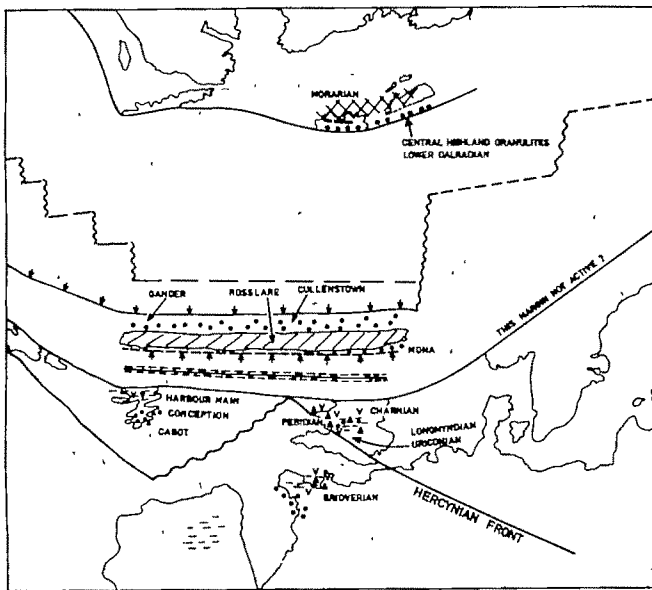 MORARIAN
CENTRAL HIGHLAND GRANULITES
LOWER DALRADIAN
THIS MARGIN NOT ACTIVE ?
GANDER
ROSSLARE
CULLENSTOWN
MONA
HARBOUR MAIN
CONCEPTION
CABOT
PEBIDIAN
CHARNIAN
LONGMYNDIAN
URICONIAN
BRIOVERIAN
HERCYNIAN FRONT